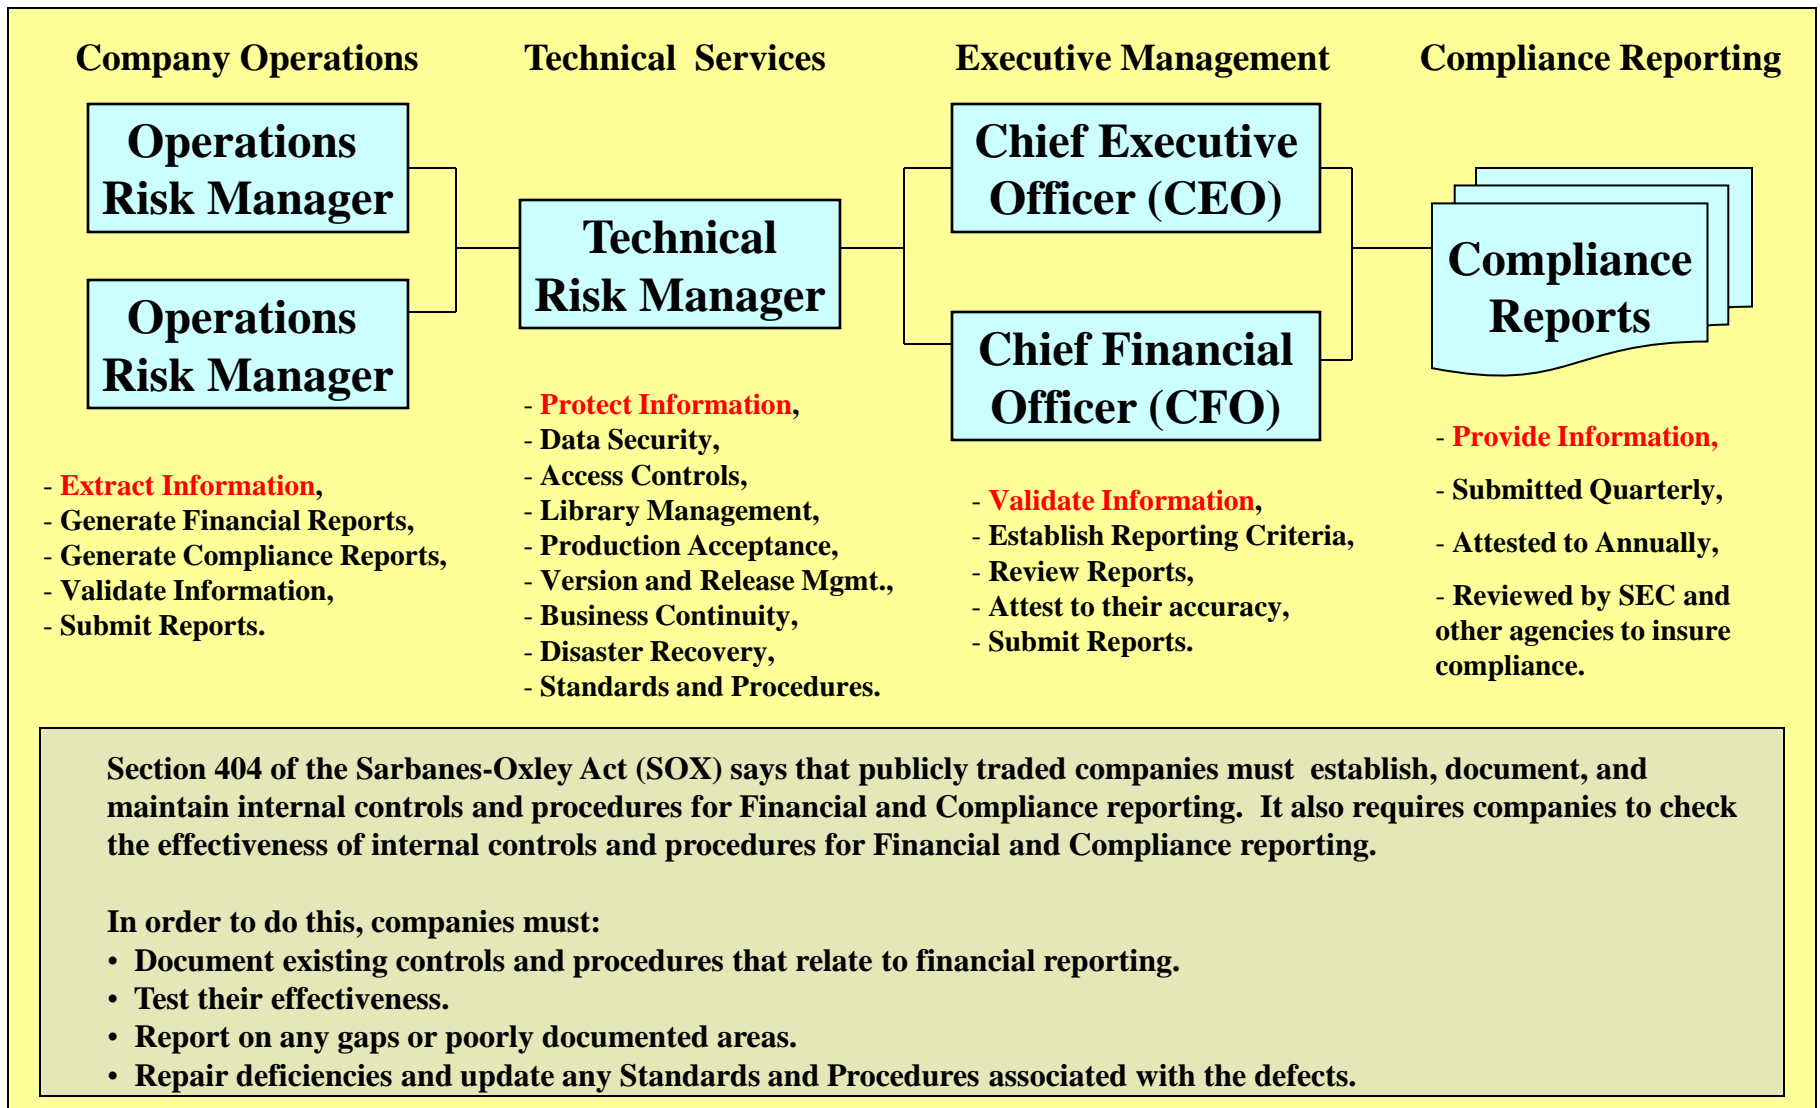 Company Operations
Technical Services
Executive Management
Compliance Reporting
Operations
Risk Manager
Operations
Risk Manager
Technical
Risk Manager
Chief Executive
Officer (CEO)
Chief Financial
Officer (CFO)
Compliance
Reports
- Extract Information,
- Generate Financial Reports,
- Generate Compliance Reports,
- Validate Information,
- Submit Reports.
- Protect Information,
- Data Security,
- Access Controls,
- Library Management,
- Production Acceptance,
- Version and Release Mgmt.,
- Business Continuity,
- Disaster Recovery,
- Standards and Procedures.
- Validate Information,
- Establish Reporting Criteria,
- Review Reports,
- Attest to their accuracy,
- Submit Reports.
- Provide Information,
- Submitted Quarterly,
- Attested to Annually,
- Reviewed by SEC and
other agencies to insure
compliance.
Section 404 of the Sarbanes-Oxley Act (SOX) says that publicly traded companies must establish, document, and
maintain internal controls and procedures for Financial and Compliance reporting. It also requires companies to check
the effectiveness of internal controls and procedures for Financial and Compliance reporting.
In order to do this, companies must:
• Document existing controls and procedures that relate to financial reporting.
• Test their effectiveness.
• Report on any gaps or poorly documented areas.
• Repair deficiencies and update any Standards and Procedures associated with the defects.